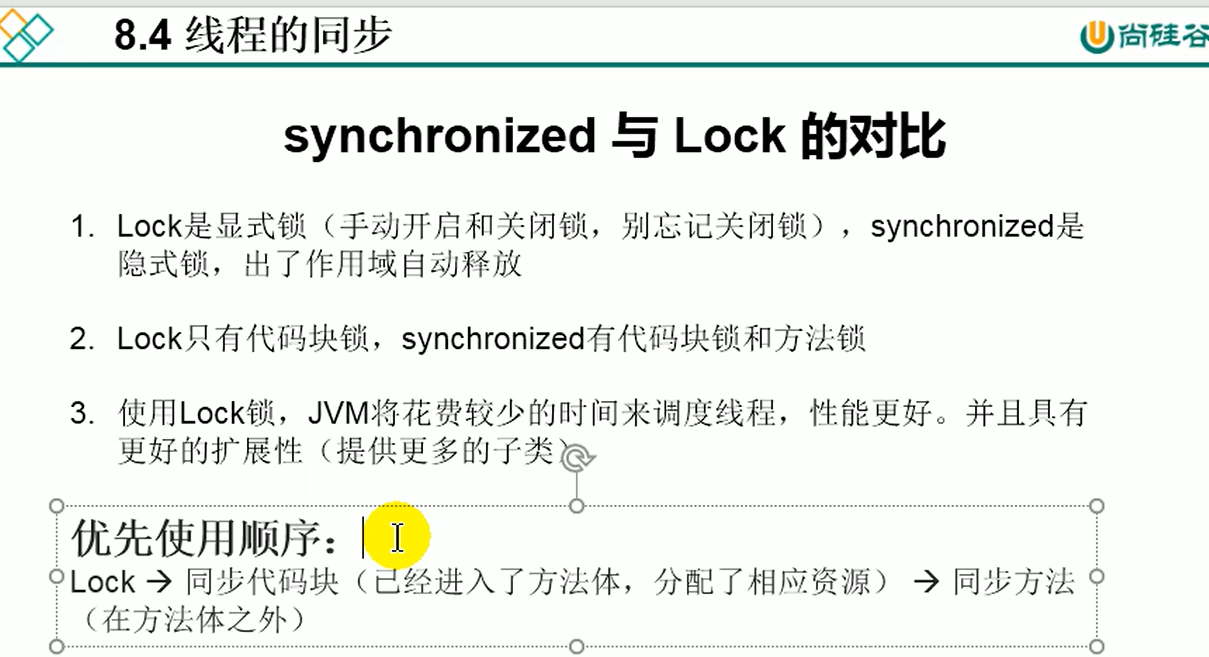 8.4 线程的同步
尚硅谷
synchronized 与 Lock 的对比
1. Lock是显式锁（手动开启和关闭锁，别忘记关闭锁），synchronized是
隐式锁，出了作用域自动释放
2. Lock只有代码块锁，synchronized有代码块锁和方法锁
3. 使用Lock锁，JVM将花费较少的时间来调度线程，性能更好。并且具有
更好的扩展性（提供更多的子类）
优先使用顺序：
Lock → 同步代码块（已经进入了方法体，分配了相应资源） → 同步方法
（在方法体之外）